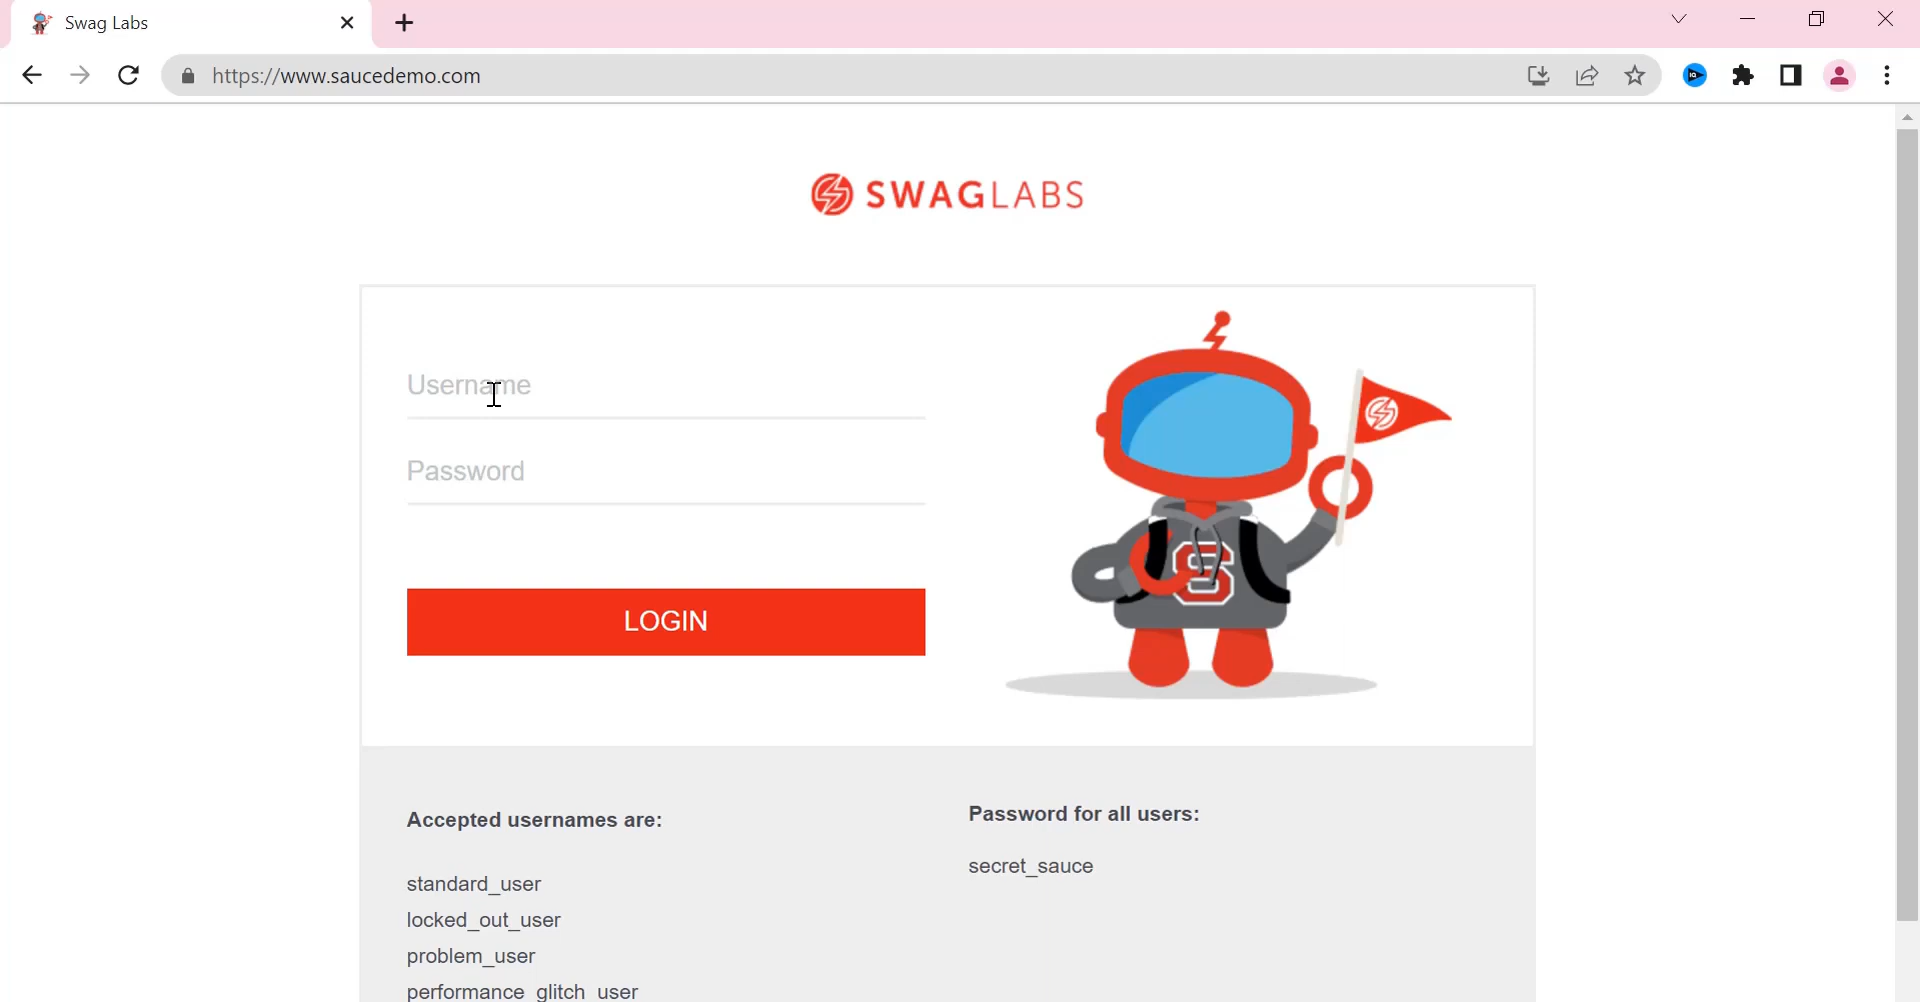 Swag Labs
https://www.saucedemo.com
SWAGLABS
Username
Password
S
LOGIN
Accepted usernames are:
standard_user
locked_out_user
problem_user
performance_glitch_user
Password for all users:
secret_sauce